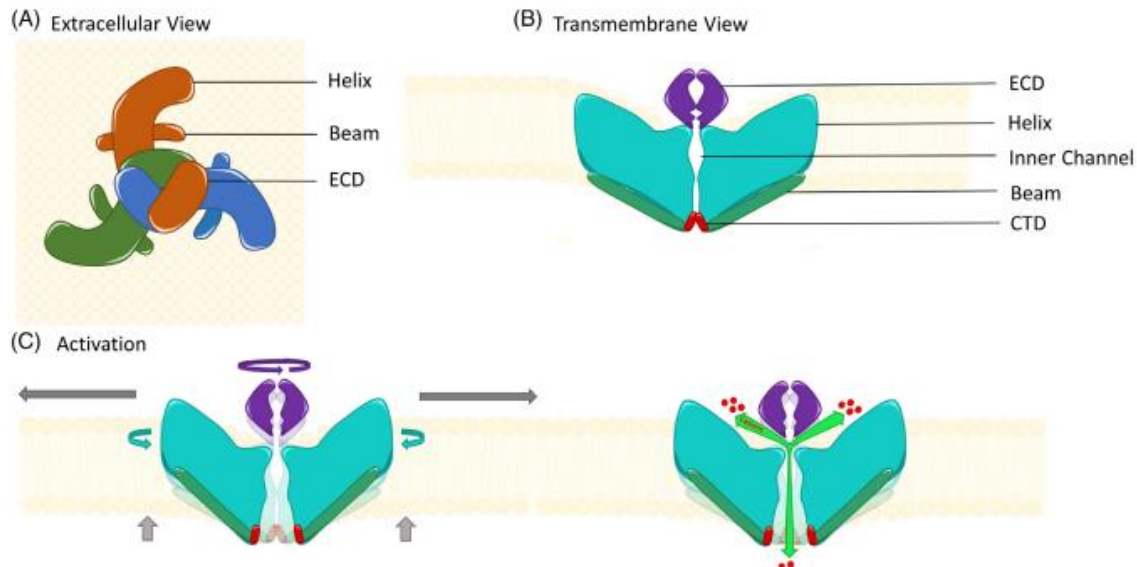 (A) Extracellular View
Helix
Beam
ECD
(B) Transmembrane View
ECD
Helix
Inner Channel
Beam
CTD
(C) Activation